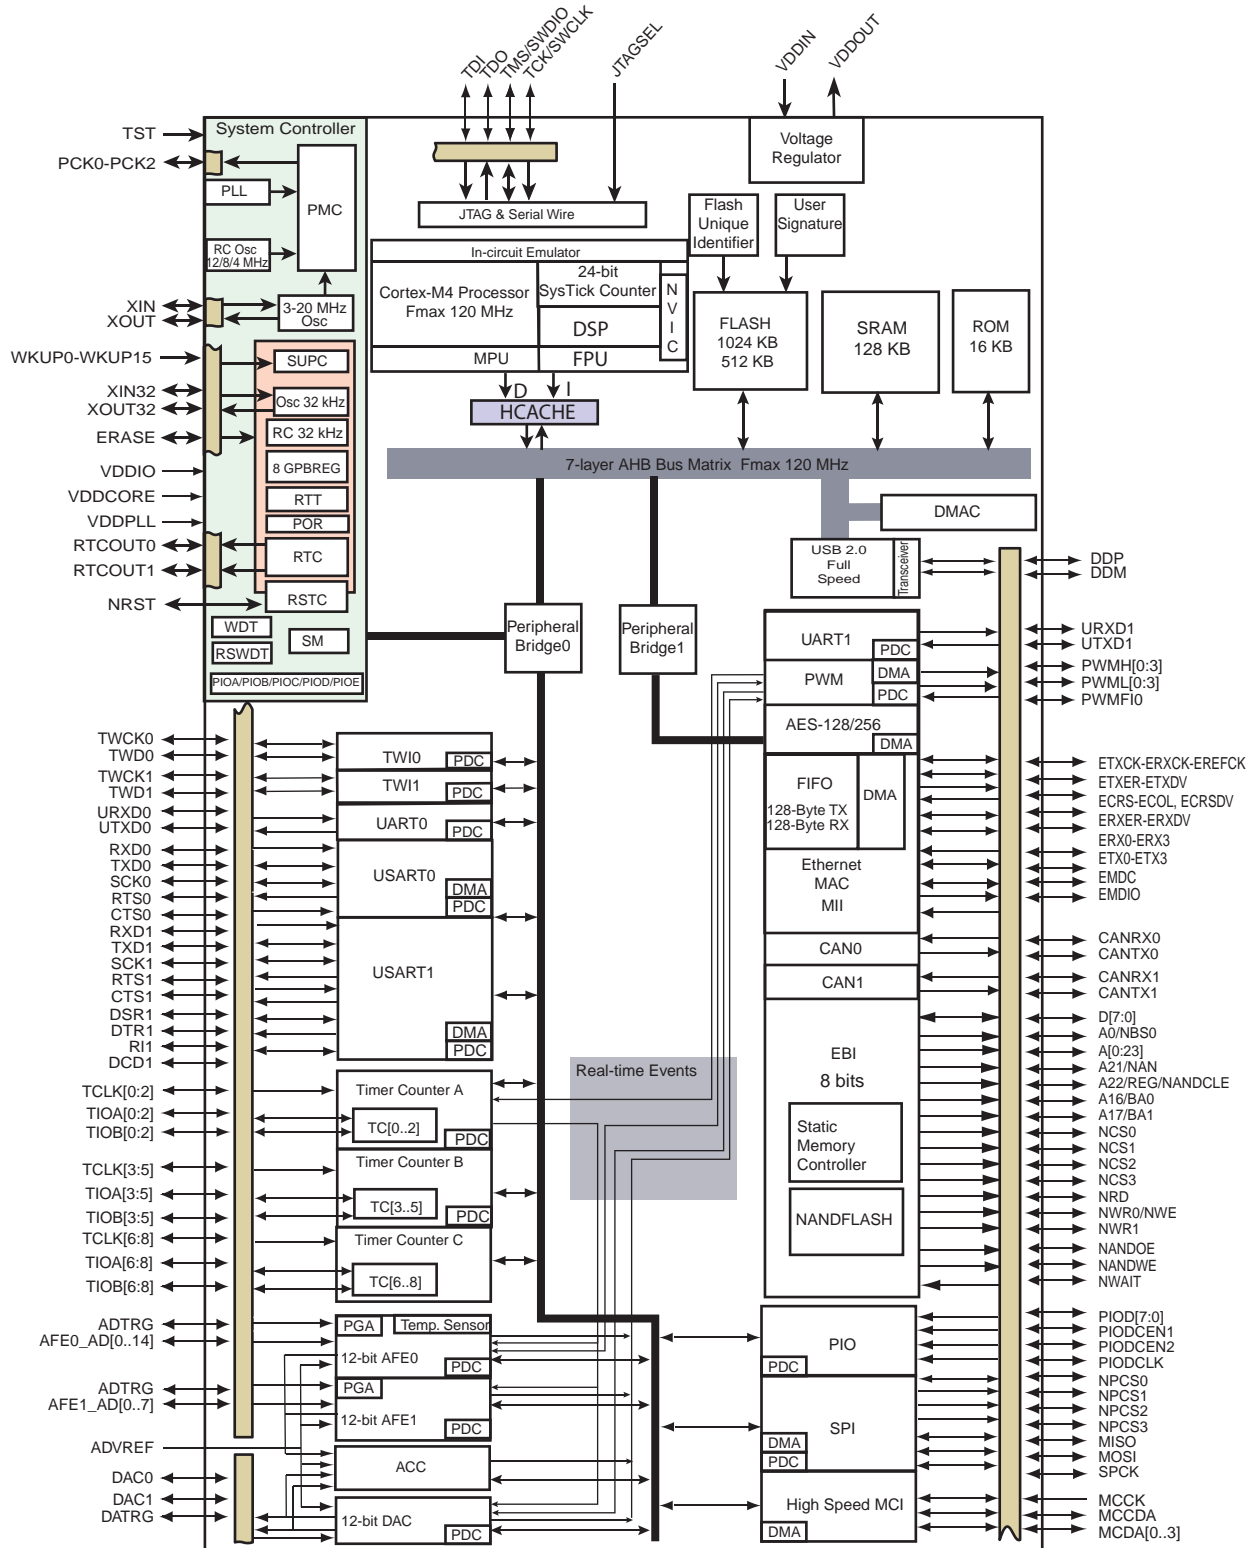 TDI
TDO
TMS/SWDIO
TCK/SWCLK
JTAGSEL
VDDIN
VDDOUT
System Controller
TST
PCK0-PCK2
PLL
PMC
RC Osc
12/8/4 MHz
XIN
XOUT
3-20 MHz
Osc
WKUP0-WKUP15
SUPC
XIN32
XOUT32
Osc 32 kHz
ERASE
RC 32 kHz
VDDIO
8 GPBREG
VDDCORE
RTT
VDDPLL
POR
RTCOUT0
RTCOUT1
RTC
NRST
RSTC
WDT
RSWDT
SM
PIOA/PIOB/PIOC/PIOD/PIOE
JTAG & Serial Wire
Voltage
Regulator
In-circuit Emulator
Cortex-M4 Processor
Fmax 120 MHz
24-bit
SysTick Counter
DSP
N
V
I
C
MPU
FPU
D
I
HCACHE
Flash
Unique
Identifier
User
Signature
FLASH
1024 KB
512 KB
SRAM
128 KB
ROM
16 KB
7-layer AHB Bus Matrix Fmax 120 MHz
DMAC
USB 2.0
Full
Speed
Transceiver
DDP
DDM
Peripheral
Bridge0
Peripheral
Bridge1
UART1
PDC
URXD1
UTXD1
PWM
DMA
PDC
PWMH[0:3]
PWML[0:3]
PWMFI0
AES-128/256
DMA
FIFO
128-Byte TX
128-Byte RX
DMA
Ethernet
MAC
MII
ETXCK-ERXCK-EREFCK
ETXER-ETXDV
ECRS-ECOL, ECRSDV
ERXER-ERXDV
ERX0-ERX3
ETX0-ETX3
EMDC
EMDIO
CAN0
CANRX0
CANTX0
CAN1
CANRX1
CANTX1
EBI
8 bits
Static
Memory
Controller
NANDFLASH
D[7:0]
A0/NBS0
A[0:23]
A21/NAN
A22/REG/NANDCLE
A16/BA0
A17/BA1
NCS0
NCS1
NCS2
NCS3
NRD
NWR0/NWE
NWR1
NANDOE
NANDWE
NWAIT
PIO
PDC
PIOD[7:0]
PIODCEN1
PIODCEN2
PIODCLK
SPI
DMA
PDC
NPCS0
NPCS1
NPCS2
NPCS3
MISO
MOSI
SPCK
High Speed MCI
DMA
MCCK
MCCDA
MCDA[0..3]
Real-time Events
TWCK0
TWD0
TWI0
PDC
TWCK1
TWD1
TWI1
PDC
URXD0
UTXD0
UART0
PDC
RXD0
TXD0
SCK0
RTS0
CTS0
USART0
DMA
PDC
RXD1
TXD1
SCK1
RTS1
CTS1
DSR1
DTR1
RI1
DCD1
USART1
DMA
PDC
TCLK[0:2]
TIOA[0:2]
TIOB[0:2]
Timer Counter A
TC[0..2]
PDC
TCLK[3:5]
TIOA[3:5]
TIOB[3:5]
Timer Counter B
TC[3..5]
PDC
TCLK[6:8]
TIOA[6:8]
TIOB[6:8]
Timer Counter C
TC[6..8]
ADTRG
AFE0_AD[0..14]
PGA
Temp. Sensor
12-bit AFE0
PDC
ADTRG
AFE1_AD[0..7]
PGA
12-bit AFE1
PDC
ADVREF
ACC
DAC0
DAC1
DATRG
12-bit DAC
PDC